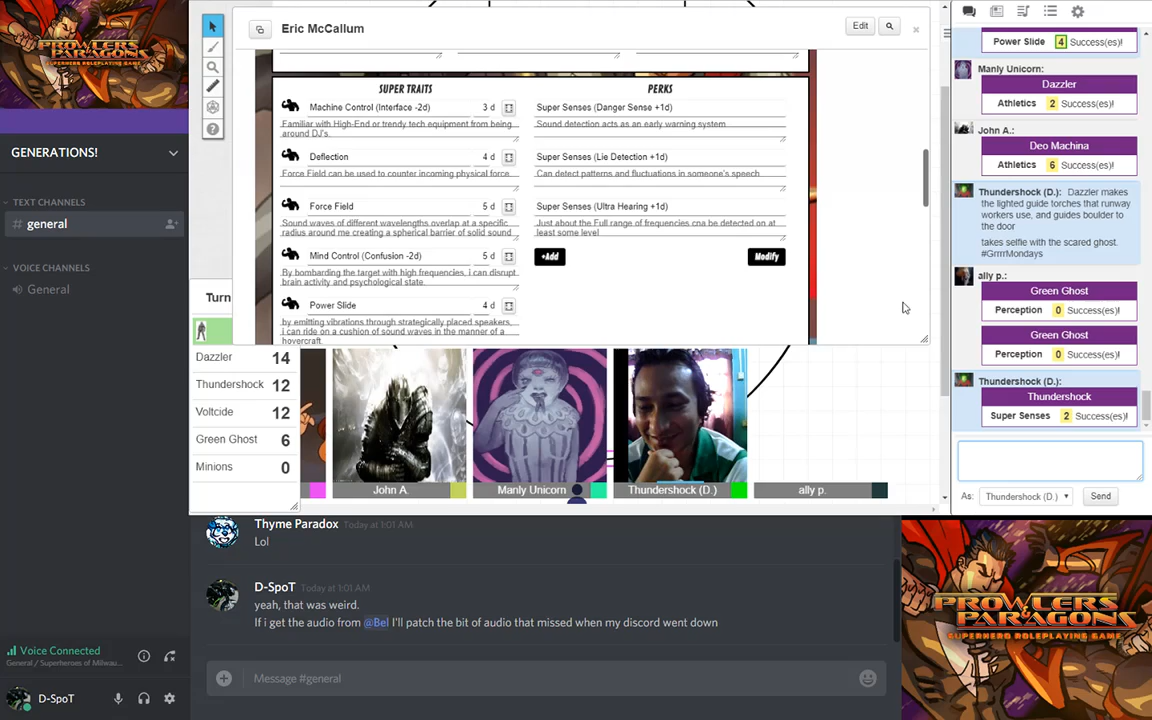 PROWLERS
& PARAGONS
SUPERHERO ROLEPLAYING GAME
GENERATIONS!
TEXT CHANNELS
# general
VOICE CHANNELS
General
Voice Connected
General / Superheroes of Milwau...
D-SpoT
Eric McCallum
Edit
SUPER TRAITS
Machine Control (Interface -2d) 3 d
Familiar with High-End or trendy tech equipment from being
around DJ's.
Deflection 4 d
Force Field can be used to counter incoming physical force
Force Field 5 d
Sound waves of different wavelengths overlap at a specific
radius around me creating a spherical barrier of solid sound
Mind Control (Confusion -2d) 5 d
By bombarding the target with high frequencies, i can disrupt
brain activity and psychological state.
Power Slide 4 d
by emitting vibrations through strategically placed speakers,
i can ride on a cushion of sound waves in the manner of a
hovercraft.
PERKS
Super Senses (Danger Sense +1d)
Sound detection acts as an early warning system
Super Senses (Lie Detection +1d)
Can detect patterns and fluctuations in someone's speech
Super Senses (Ultra Hearing +1d)
Just about the Full range of frequencies cna be detected on at
least some level
+Add
Modify
Turn
Dazzler 14
Thundershock 12
Voltcide 12
Green Ghost 6
Minions 0
John A.
Manly Unicorn
Thundershock (D.)
ally p.
Power Slide 4 Success(es)!
Manly Unicorn:
Dazzler
Athletics 2 Success(es)!
John A.:
Deo Machina
Athletics 6 Success(es)!
Thundershock (D.): Dazzler makes
the lighted guide torches that runway
workers use, and guides boulder to
the door
takes selfie with the scared ghost.
#GrrrrMondays
ally p.:
Green Ghost
Perception 0 Success(es)!
Green Ghost
Perception 0 Success(es)!
Thundershock (D.):
Thundershock
Super Senses 2 Success(es)!
As: Thundershock (D.)
Send
Thyme Paradox Today at 1:01 AM
Lol
D-SpoT Today at 1:01 AM
yeah, that was weird.
If i get the audio from @Bel I'll patch the bit of audio that missed when my discord went down
Message #general
PROWLERS
& PARAGONS
SUPERHERO ROLEPLAYING GAME